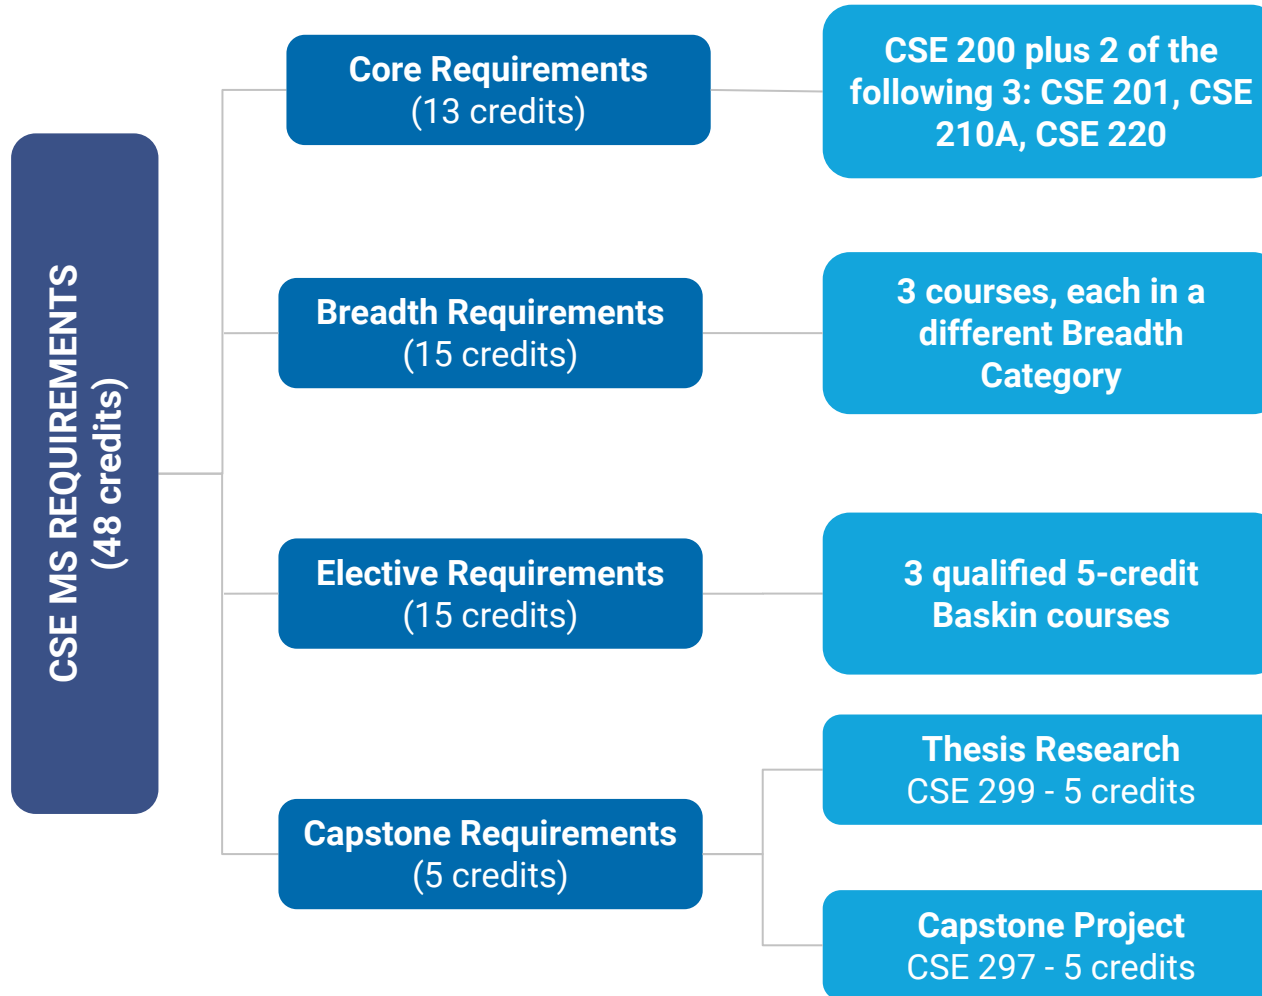 CSE MS REQUIREMENTS
(48 credits)
Core Requirements
(13 credits)
CSE 200 plus 2 of the
following 3: CSE 201, CSE
210A, CSE 220
Breadth Requirements
(15 credits)
3 courses, each in a
different Breadth
Category
Elective Requirements
(15 credits)
3 qualified 5-credit
Baskin courses
Capstone Requirements
(5 credits)
Thesis Research
CSE 299 - 5 credits
Capstone Project
CSE 297 - 5 credits